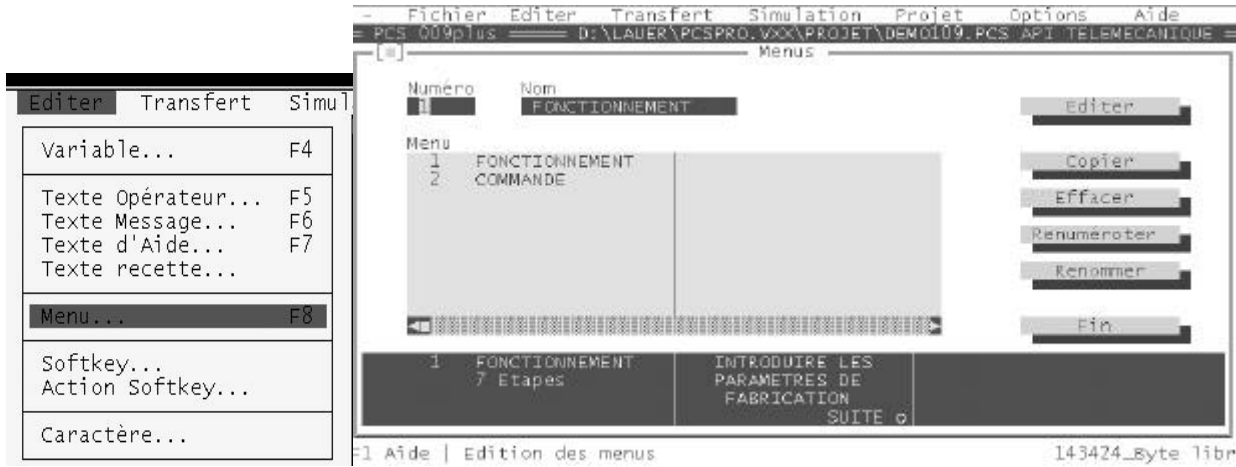 Editer Transfert Simul
Variable... F4
Texte Opérateur... F5
Texte Message... F6
Texte d'Aide... F7
Texte recette...
Menu... F8
Softkey...
Action Softkey...
Caractère...
- Fichier Editer Transfert Simulation Projet Options Aide
PCS 009plus D:\LAUER\PCSPRO.VXX\PROJET\DEMO109.PCS API TELEMECANIQUE
Menus
Numéro Nom
1 FONCTIONNEMENT
Editer
Menu
1 FONCTIONNEMENT
2 COMMANDE
Copier
Effacer
Renuméroter
Renommer
Fin
1 FONCTIONNEMENT
7 Etapes
INTRODUIRE LES
PARAMETRES DE
FABRICATION
SUITE
F1 Aide | Edition des menus 143424_Byte libr